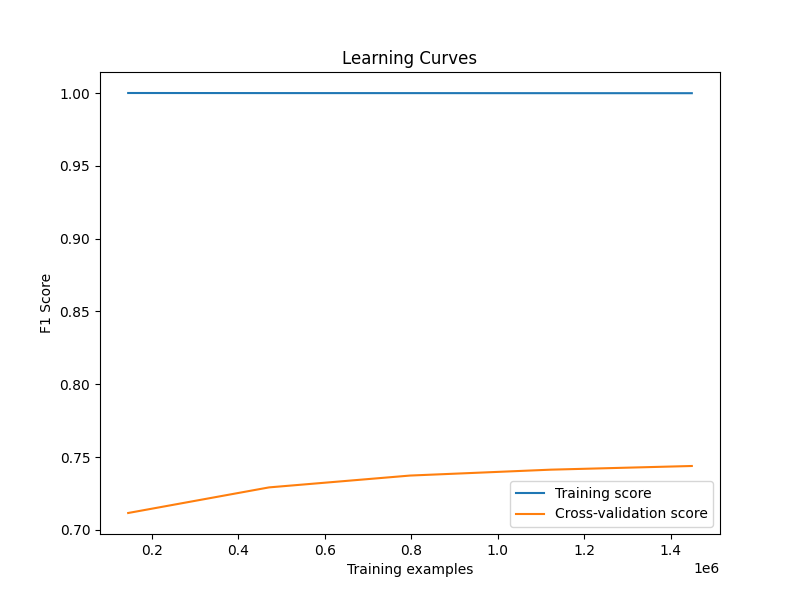 Learning Curves
1.00
0.95
0.90
0.85
0.80
0.75
0.70
F1 Score
Training score
Cross-validation score
0.2
0.4
0.6
0.8
1.0
1.2
1.4
1e6
Training examples